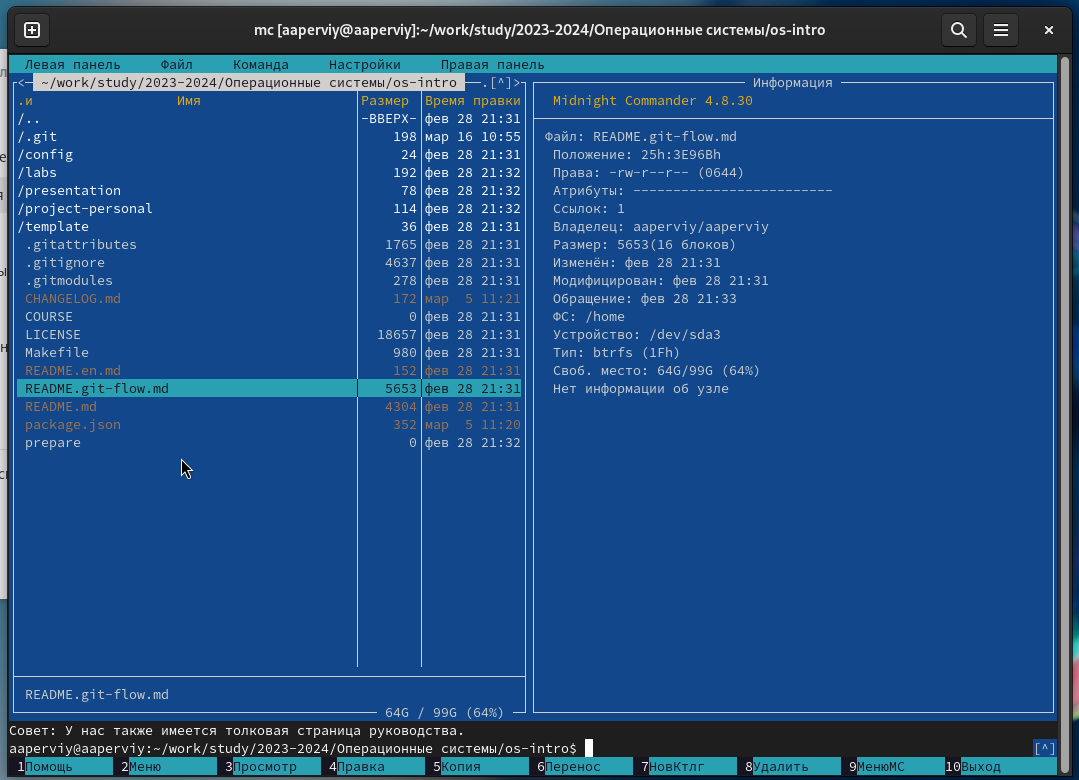 mc [aaperviy@aaperviy]:~/work/study/2023-2024/Операционные системы/os-intro
Левая панель Файл Команда Настройки Правая панель
<— ~/work/study/2023-2024/Операционные системы/os-intro —.[^]>
.и Имя Размер Время правки
/.. -ВВЕРХ- фев 28 21:31
/.git 198 мар 16 10:55
/config 24 фев 28 21:31
/labs 192 фев 28 21:32
/presentation 78 фев 28 21:32
/project-personal 114 фев 28 21:32
/template 36 фев 28 21:31
.gitattributes 1765 фев 28 21:31
.gitignore 4637 фев 28 21:31
.gitmodules 278 фев 28 21:31
CHANGELOG.md 172 мар 5 11:21
COURSE 0 фев 28 21:31
LICENSE 18657 фев 28 21:31
Makefile 980 фев 28 21:31
README.en.md 152 фев 28 21:31
README.git-flow.md 5653 фев 28 21:31
README.md 4304 фев 28 21:31
package.json 352 мар 5 11:20
prepare 0 фев 28 21:32
README.git-flow.md
64G / 99G (64%)
Информация
Midnight Commander 4.8.30
Файл: README.git-flow.md
Положение: 25h:3E96Bh
Права: -rw-r--r-- (0644)
Атрибуты: -------------------------
Ссылок: 1
Владелец: aaperviy/aaperviy
Размер: 5653(16 блоков)
Изменён: фев 28 21:31
Модифицирован: фев 28 21:31
Обращение: фев 28 21:33
ФС: /home
Устройство: /dev/sda3
Тип: btrfs (1Fh)
Своб. место: 64G/99G (64%)
Нет информации об узле
Совет: У нас также имеется толковая страница руководства.
aaperviy@aaperviy:~/work/study/2023-2024/Операционные системы/os-intro$ [^]
1Помощь 2Меню 3Просмотр 4Правка 5Копия 6Перенос 7НовКтлг 8Удалить 9МенюМС 10Выход